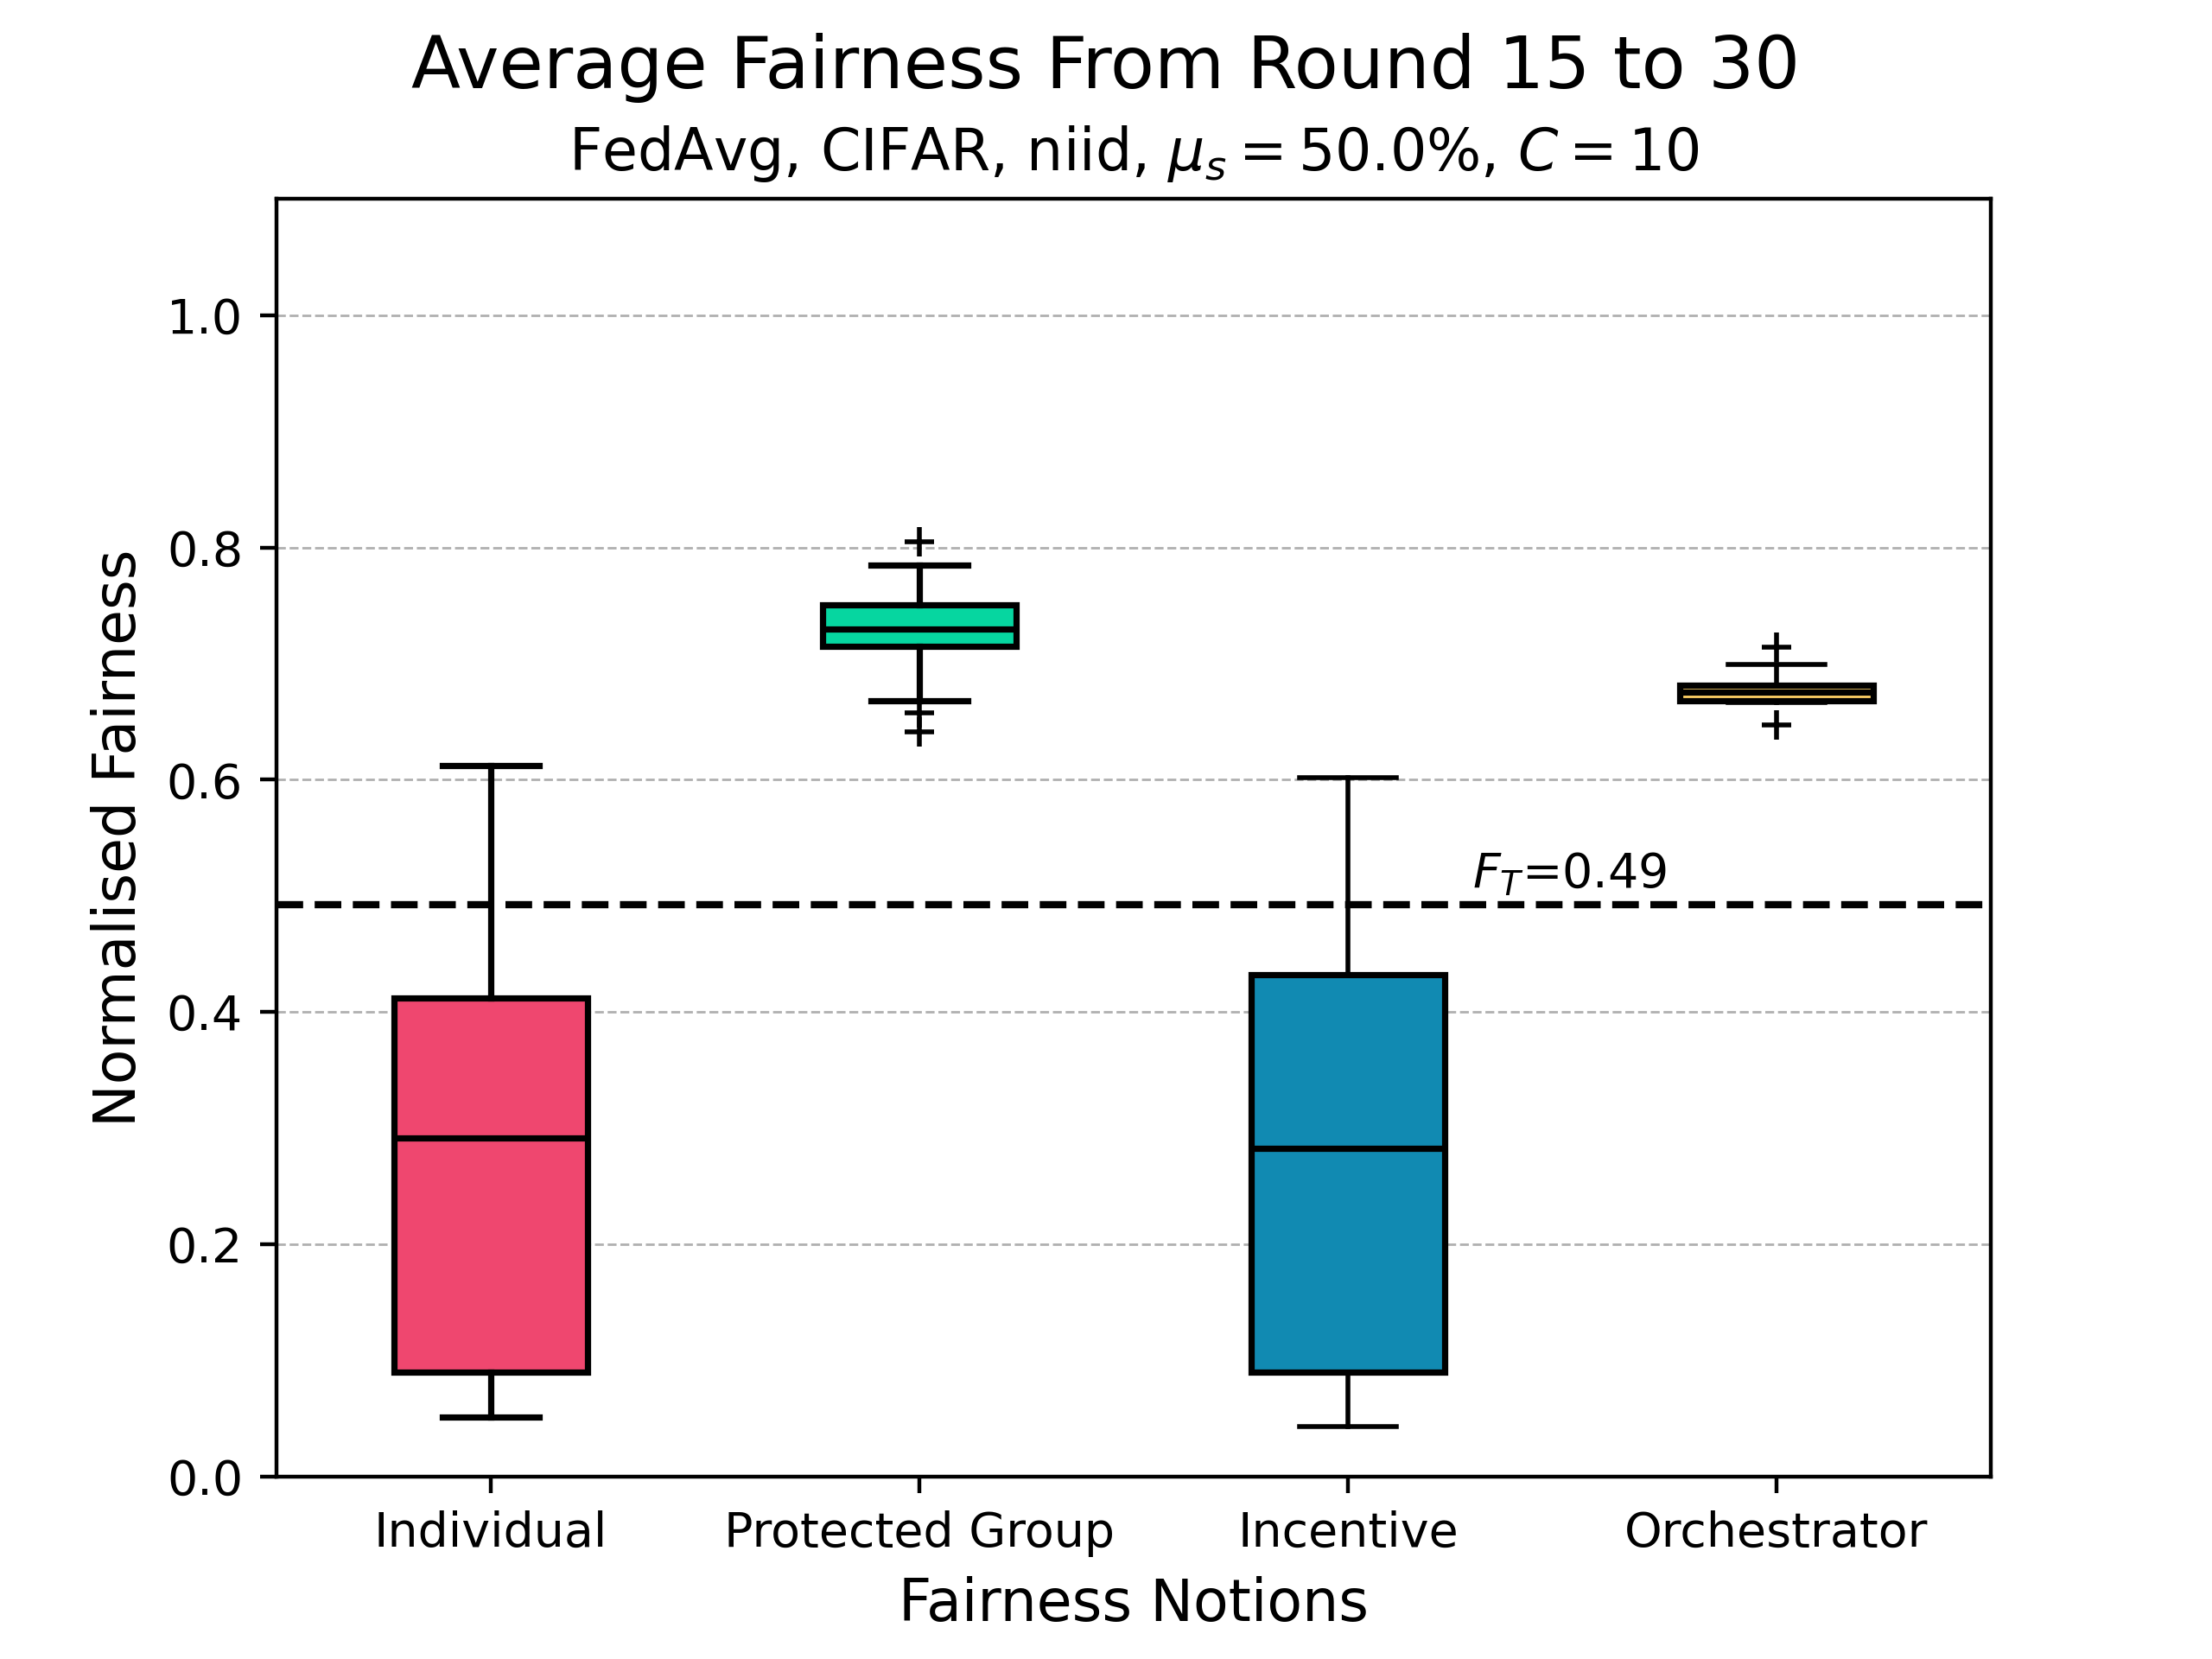 Average Fairness From Round 15 to 30
FedAvg, CIFAR, niid, μₛ = 50.0%, C = 10
Normalised Fairness
1.0
0.8
0.6
0.4
0.2
0.0
F_T=0.49
Individual Protected Group Incentive Orchestrator
Fairness Notions